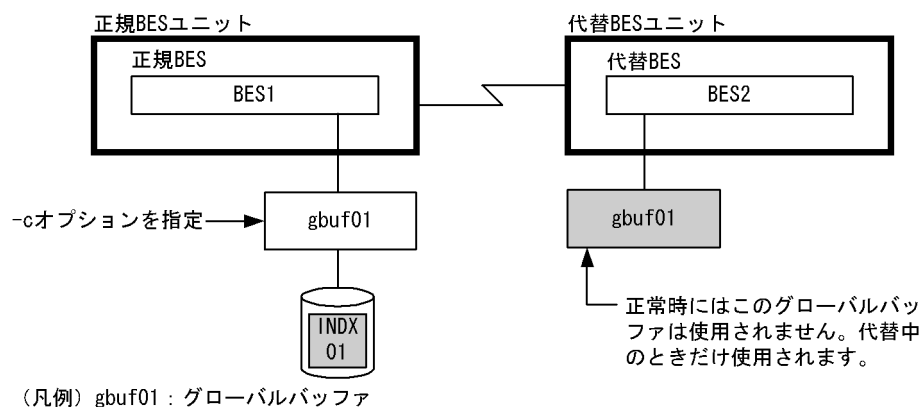 正規BESユニット
代替BESユニット
正規BES
代替BES
BES1
BES2
-cオプションを指定
gbuf01
gbuf01
INDX
01
正常時にはこのグローバルバッ
ファは使用されません。代替中
のときだけ使用されます。
（凡例）gbuf01：グローバルバッファ